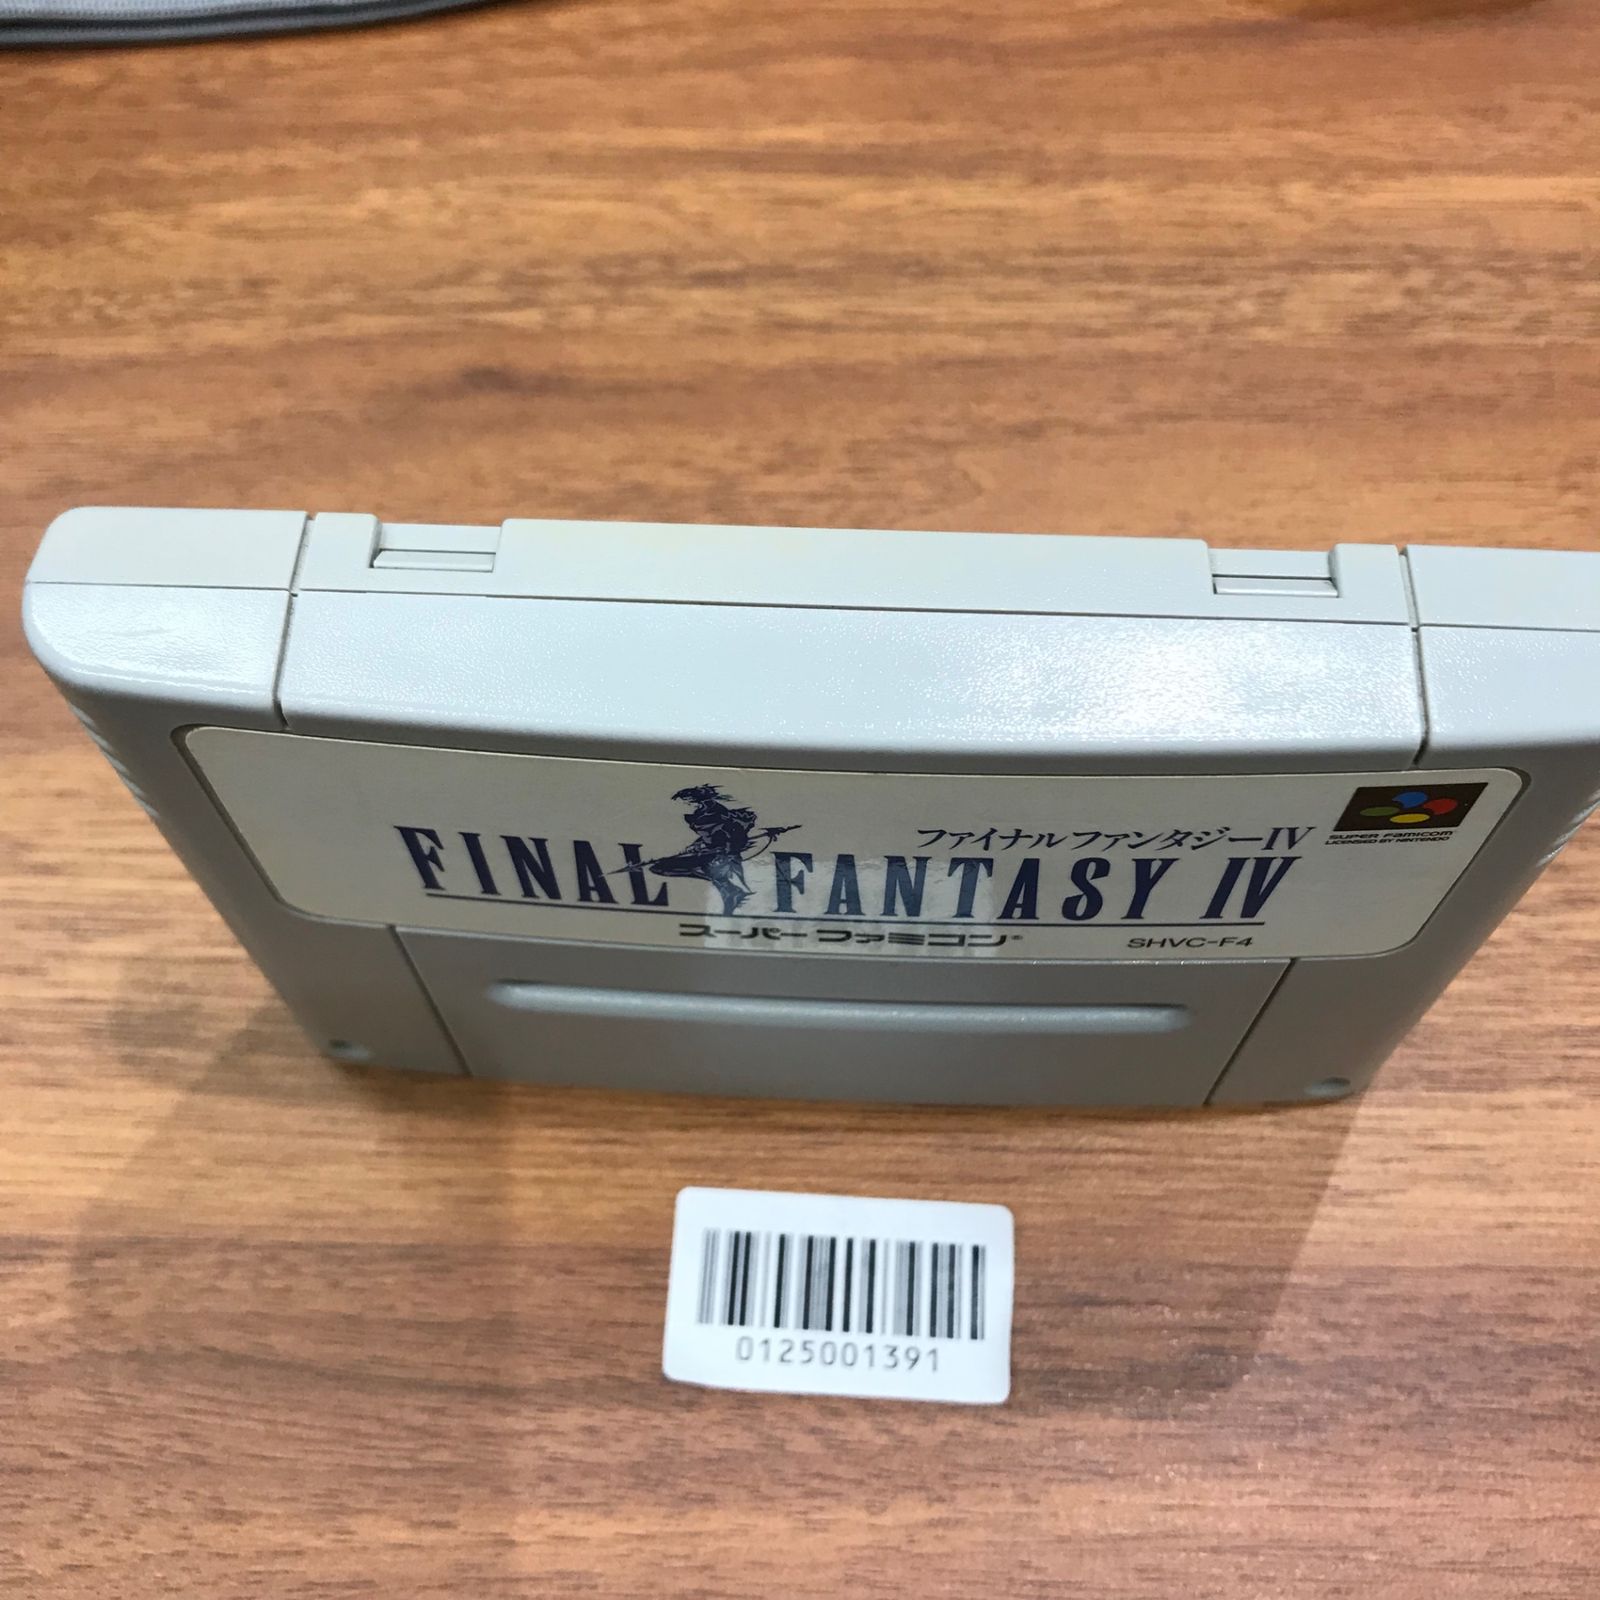 ファイナルファンタジーIV
FINAL FANTASY IV
SUPER FAMICOM
LICENSED BY NINTENDO
スーパーファミコン®
SHVC-F4
0125001391